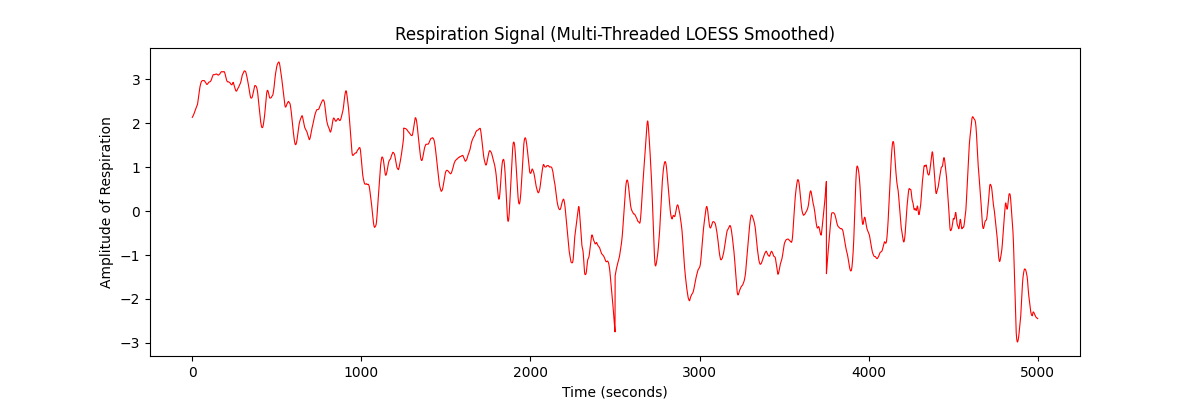 Respiration Signal (Multi-Threaded LOESS Smoothed)
Amplitude of Respiration
3
2
1
0
−1
−2
−3
0 1000 2000 3000 4000 5000
Time (seconds)